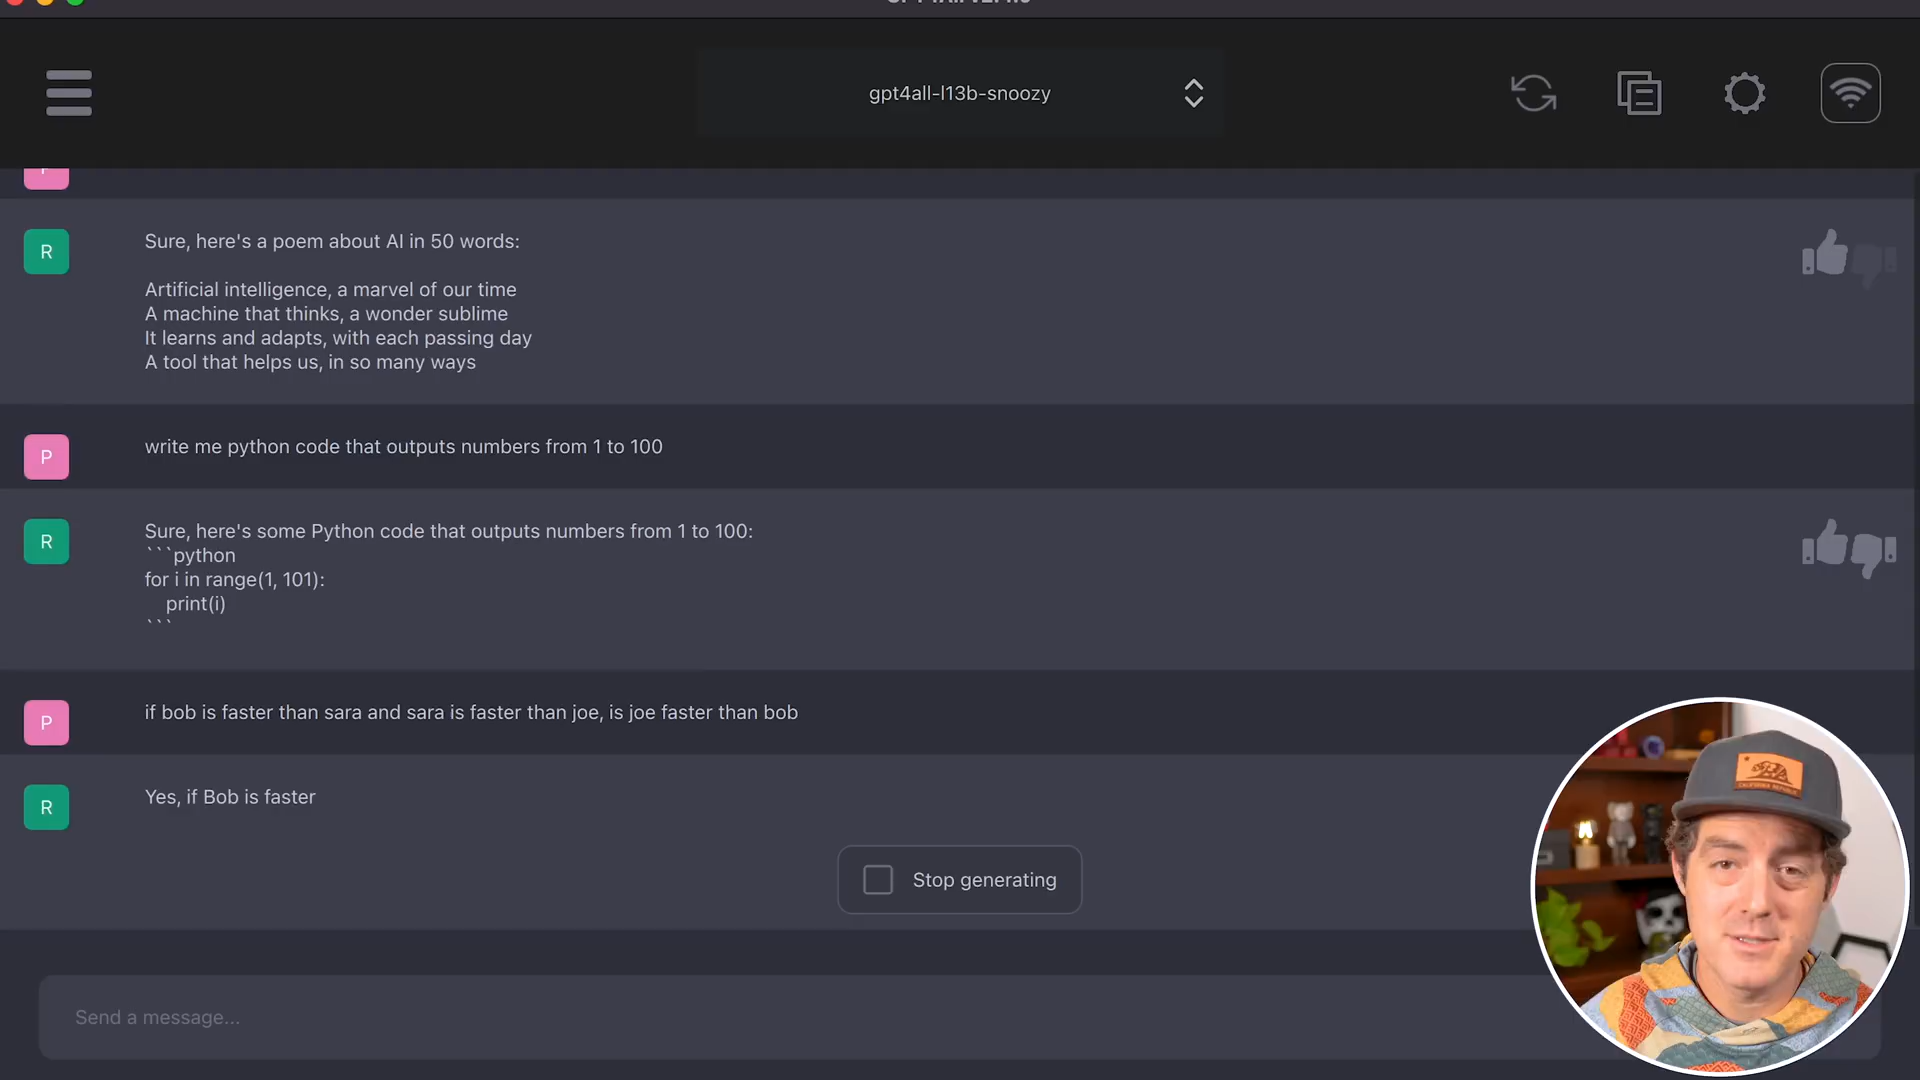 gpt4all-l13b-snoozy
R
Sure, here's a poem about AI in 50 words:
Artificial intelligence, a marvel of our time
A machine that thinks, a wonder sublime
It learns and adapts, with each passing day
A tool that helps us, in so many ways
P
write me python code that outputs numbers from 1 to 100
R
Sure, here's some Python code that outputs numbers from 1 to 100:
```python
for i in range(1, 101):
    print(i)
```
P
if bob is faster than sara and sara is faster than joe, is joe faster than bob
R
Yes, if Bob is faster
Stop generating
Send a message...
CALIFORNIA REPUBLIC